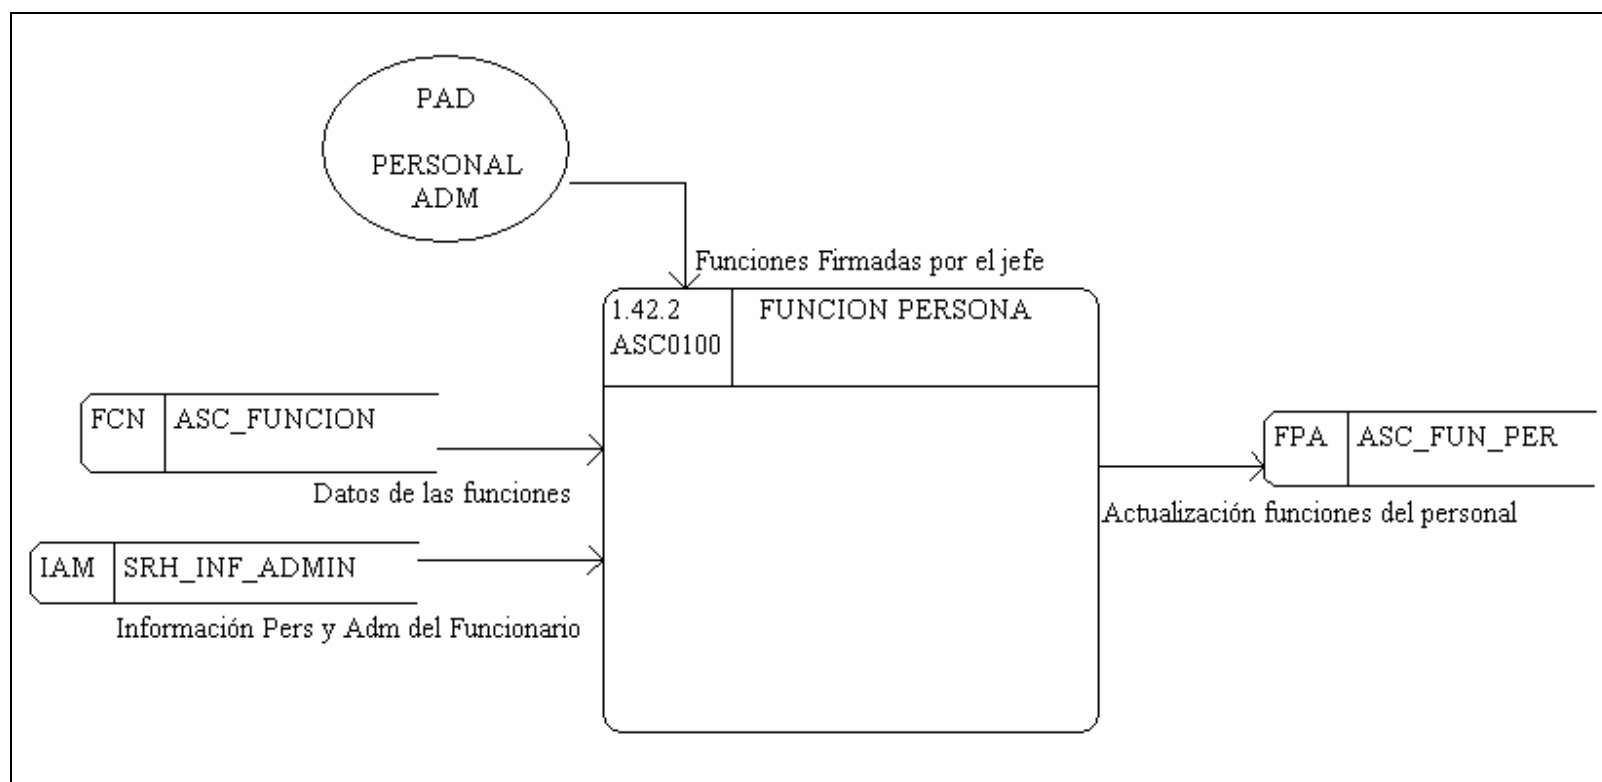 PAD
PERSONAL
ADM
Funciones Firmadas por el jefe
1.42.2
ASC0100
FUNCION PERSONA
FCN
ASC_FUNCION
Datos de las funciones
IAM
SRH_INF_ADMIN
Información Pers y Adm del Funcionario
FPA
ASC_FUN_PER
Actualización funciones del personal